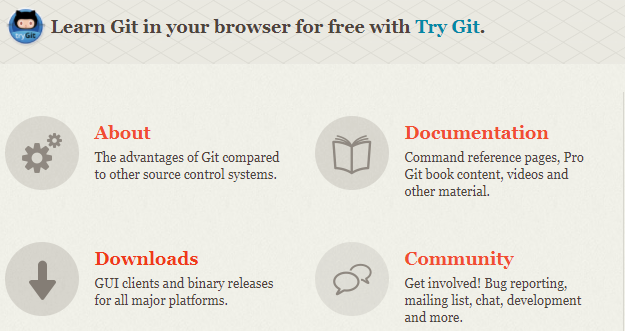 tryGit
Learn Git in your browser for free with Try Git.
About
The advantages of Git compared
to other source control systems.
Documentation
Command reference pages, Pro
Git book content, videos and
other material.
Downloads
GUI clients and binary releases
for all major platforms.
Community
Get involved! Bug reporting,
mailing list, chat, development
and more.